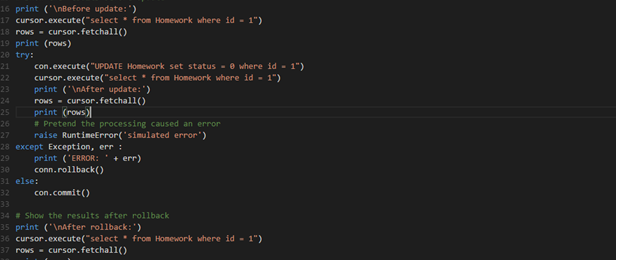 16 print ('\nBefore update:')
17 cursor.execute("select * from Homework where id = 1")
18 rows = cursor.fetchall()
19 print (rows)
20 try:
21     con.execute("UPDATE Homework set status = 0 where id = 1")
22     cursor.execute("select * from Homework where id = 1")
23     print ('\nAfter update:')
24     rows = cursor.fetchall()
25     print (rows)
26     # Pretend the processing caused an error
27     raise RuntimeError('simulated error')
28 except Exception, err :
29     print ('ERROR: ' + err)
30     conn.rollback()
31 else:
32     con.commit()
33
34 # Show the results after rollback
35 print ('\nAfter rollback:')
36 cursor.execute("select * from Homework where id = 1")
37 rows = cursor.fetchall()